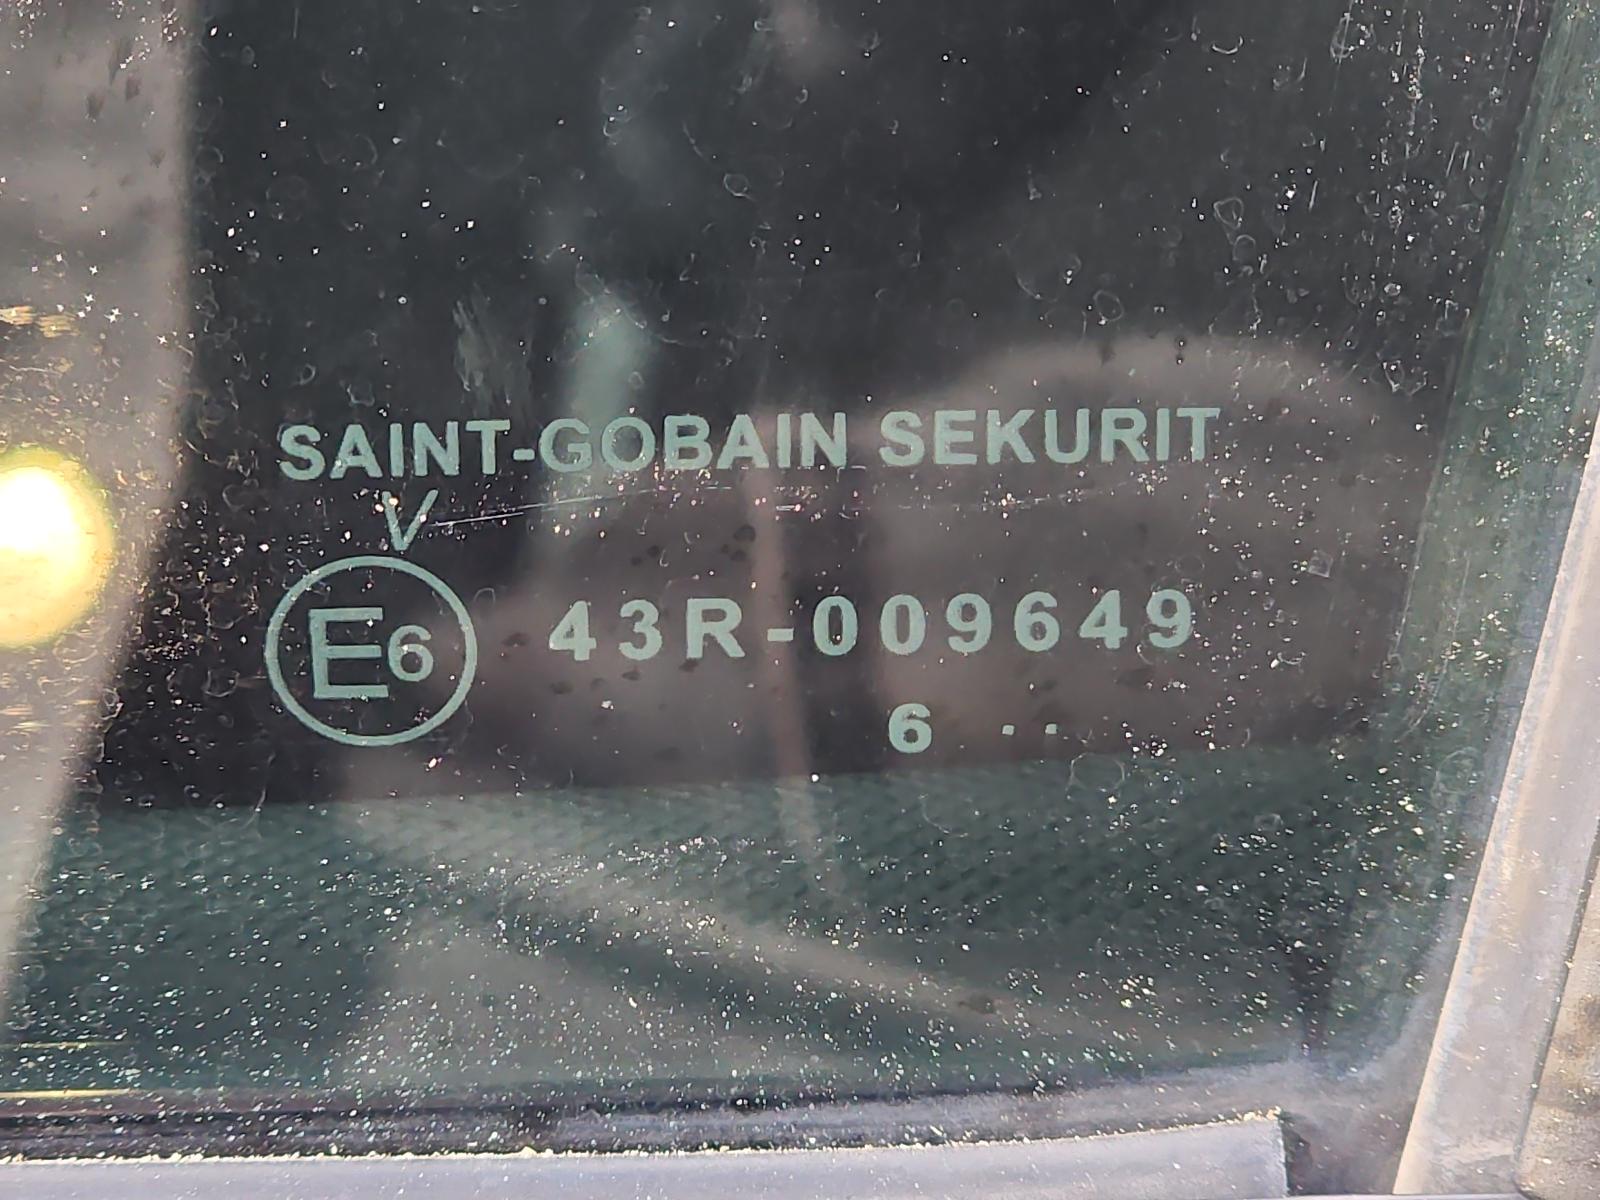 SAINT-GOBAIN SEKURIT
V
E6 43R-009649
6 ..